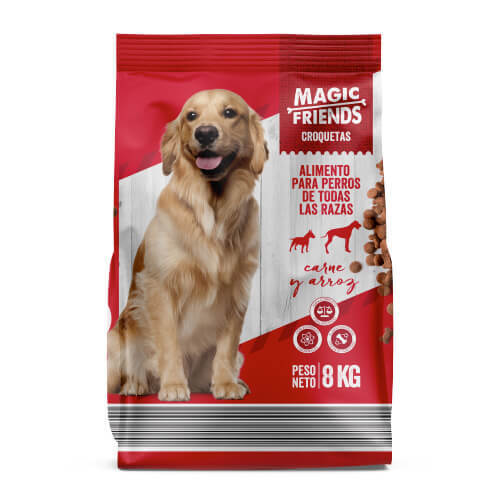 MAGIC
FRIENDS
CROQUETAS
ALIMENTO
PARA PERROS
DE TODAS
LAS RAZAS
carne
y arroz
PESO
NETO
8 KG